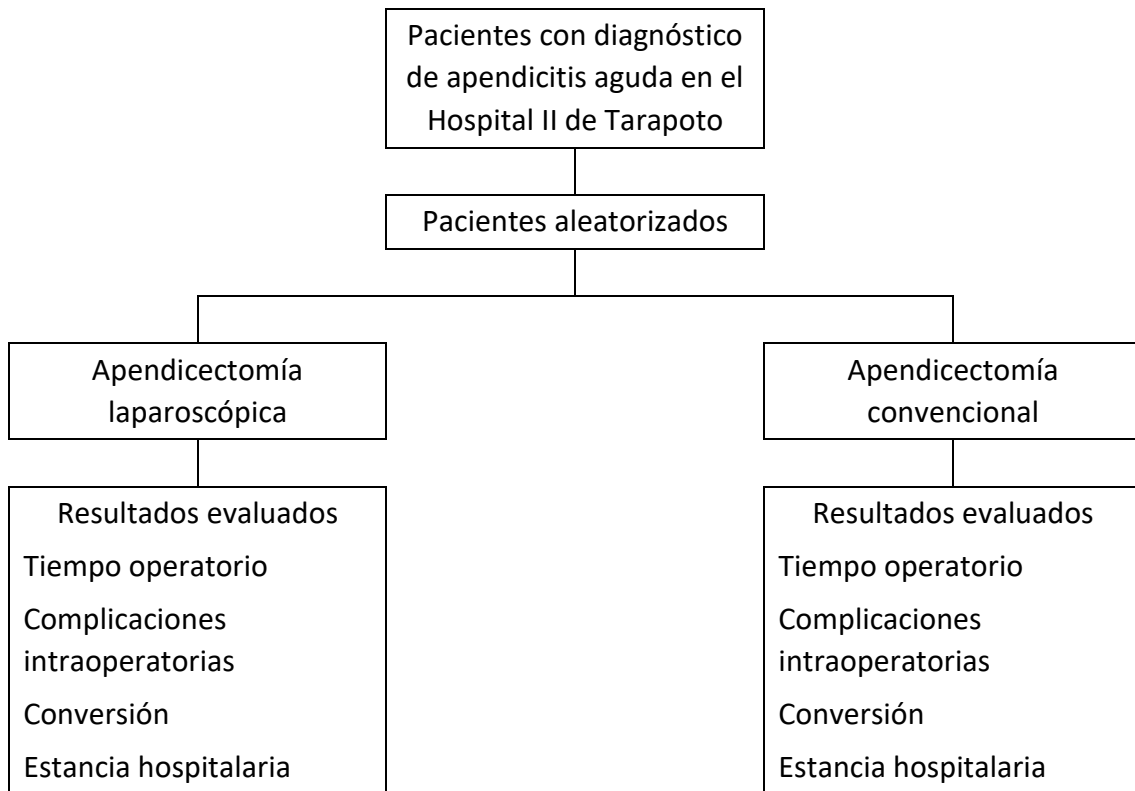 Pacientes con diagnóstico
de apendicitis aguda en el
Hospital II de Tarapoto
Pacientes aleatorizados
Apendicectomía
laparoscópica
Apendicectomía
convencional
Resultados evaluados
Tiempo operatorio
Complicaciones
intraoperatorias
Conversión
Estancia hospitalaria
Resultados evaluados
Tiempo operatorio
Complicaciones
intraoperatorias
Conversión
Estancia hospitalaria